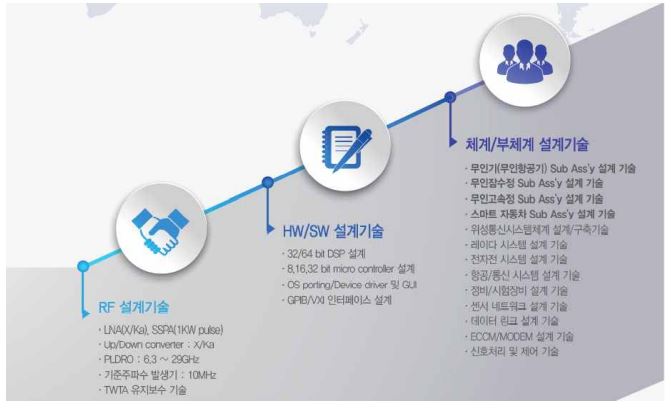 RF 설계기술
· LNA(X/Ka), SSPA(1KW pulse)
· Up/Down converter : X/Ka
· PLDRO : 6.3 ~ 29GHz
· 기준주파수 발생기 : 10MHz
· TWTA 유지보수 기술
HW/SW 설계기술
· 32/64 bit DSP 설계
· 8,16,32 bit micro controller 설계
· OS porting/Device driver 및 GUI
· GPIB/VXI 인터페이스 설계
체계/부체계 설계기술
· 무인기(무인항공기) Sub Ass'y 설계 기술
· 무인잠수정 Sub Ass'y 설계 기술
· 무인고속정 Sub Ass'y 설계 기술
· 스마트 자동차 Sub Ass'y 설계 기술
· 위성통신시스템체계 설계/구축기술
· 레이다 시스템 설계 기술
· 전자전 시스템 설계 기술
· 항공/통신 시스템 설계 기술
· 장비/시험장비 설계 기술
· 센서 네트워크 설계 기술
· 데이터 링크 설계 기술
· ECCM/MODEM 설계 기술
· 신호처리 및 제어 기술